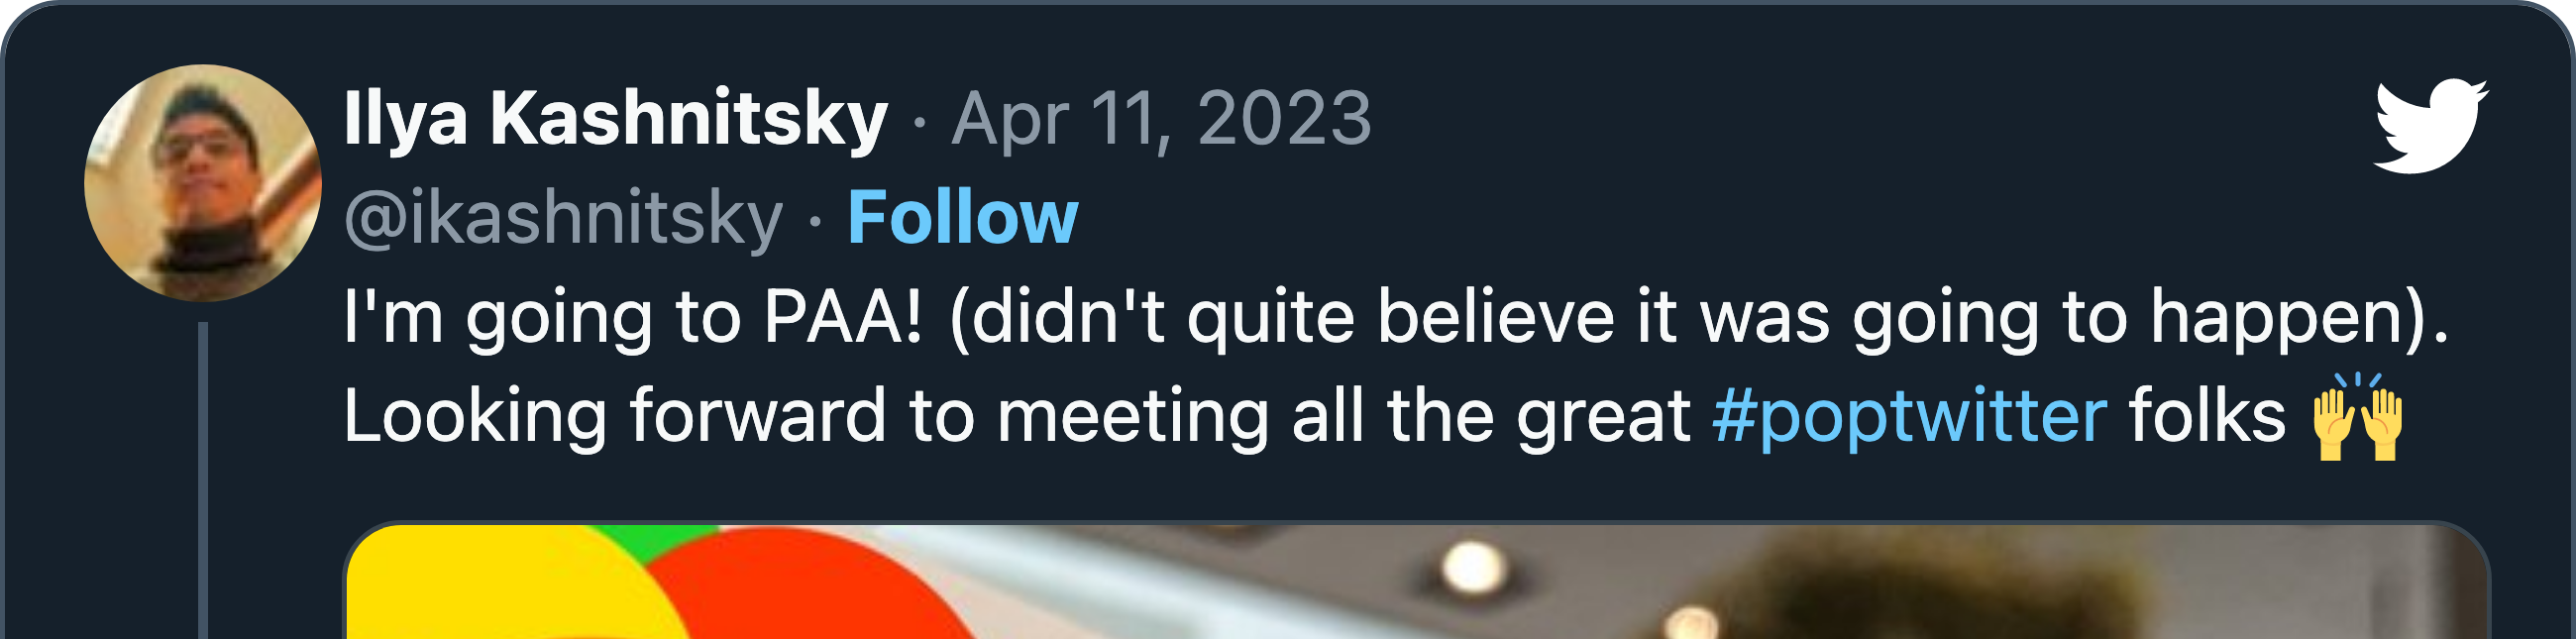 Ilya Kashnitsky · Apr 11, 2023
@ikashnitsky · Follow
I'm going to PAA! (didn't quite believe it was going to happen).
Looking forward to meeting all the great #poptwitter folks 🙌